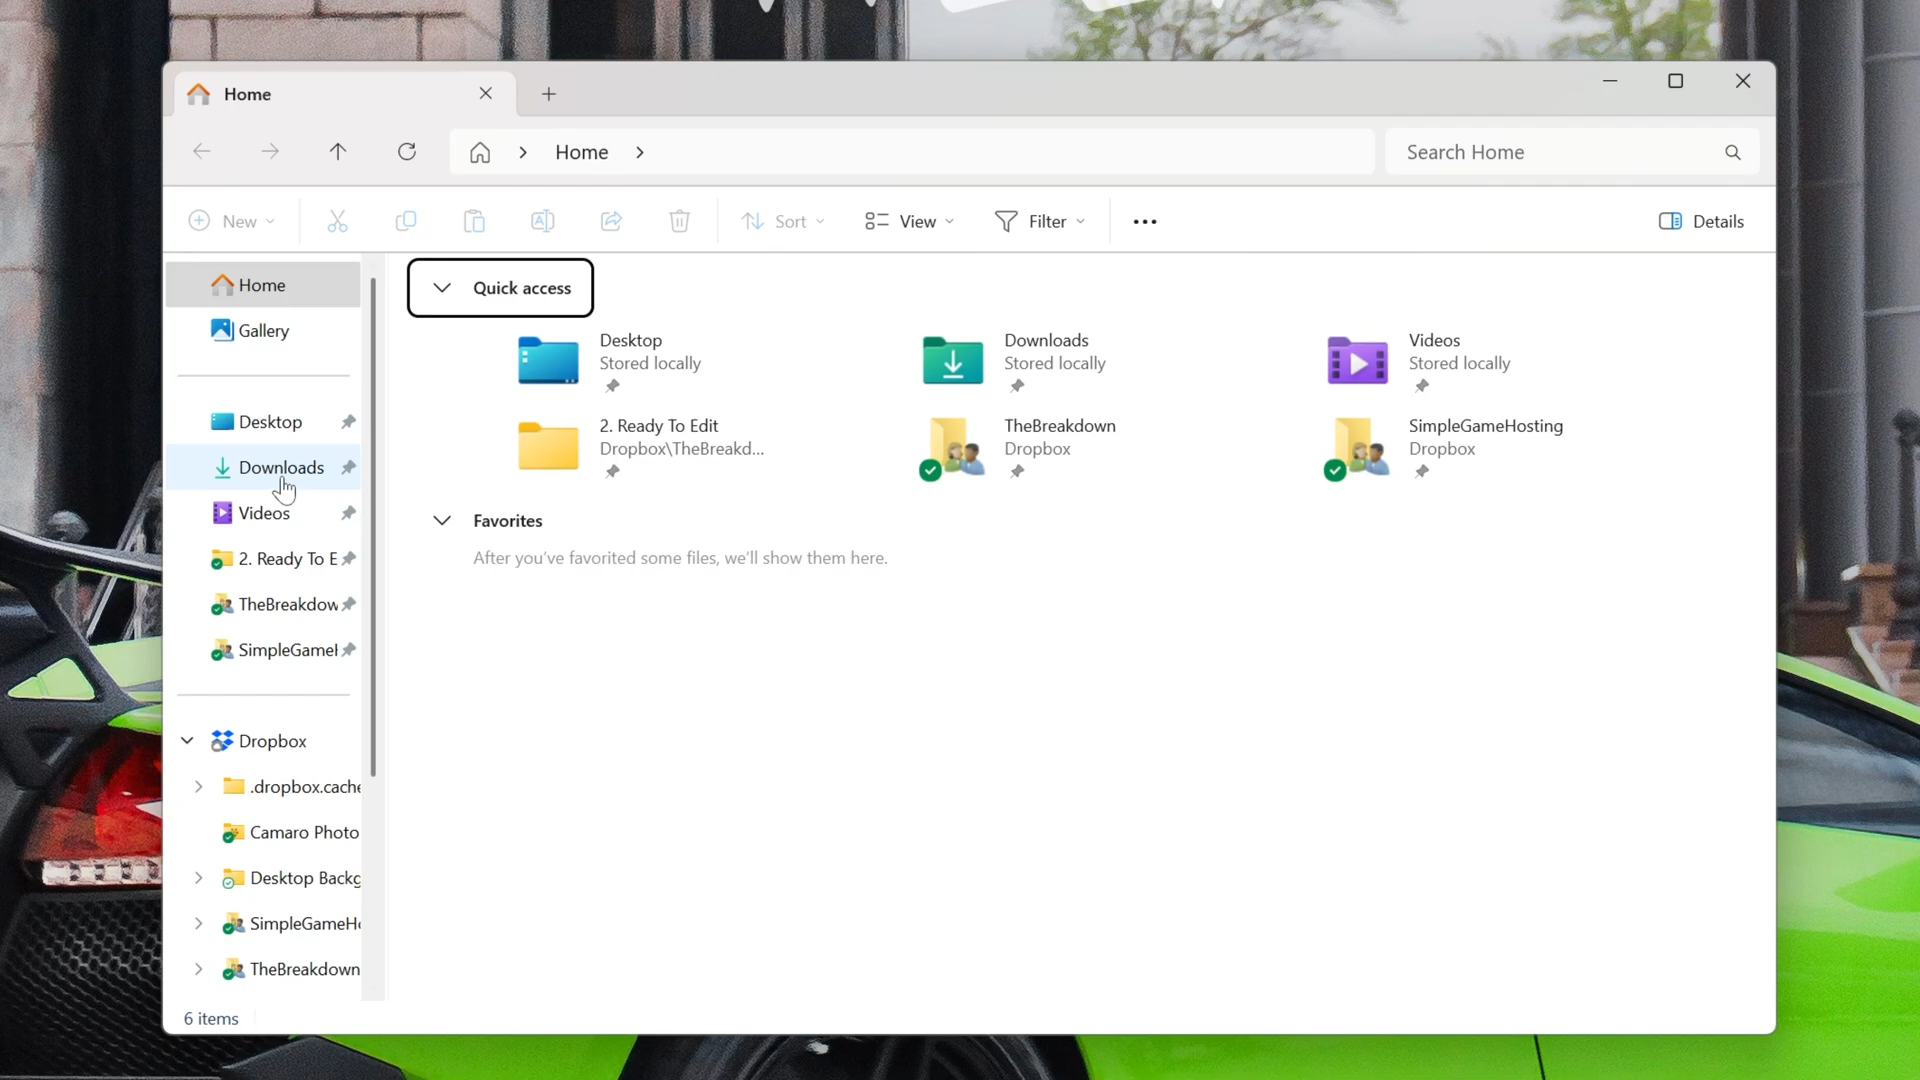 Home
Home
Search Home
New
Sort
View
Filter
Details
Home
Gallery
Desktop
Downloads
Videos
2. Ready To E
TheBreakdow
SimpleGameH
Dropbox
.dropbox.cache
Camaro Photo
Desktop Backg
SimpleGameHo
TheBreakdown
Quick access
Desktop
Stored locally
Downloads
Stored locally
Videos
Stored locally
2. Ready To Edit
Dropbox\TheBreakd...
TheBreakdown
Dropbox
SimpleGameHosting
Dropbox
Favorites
After you've favorited some files, we'll show them here.
6 items